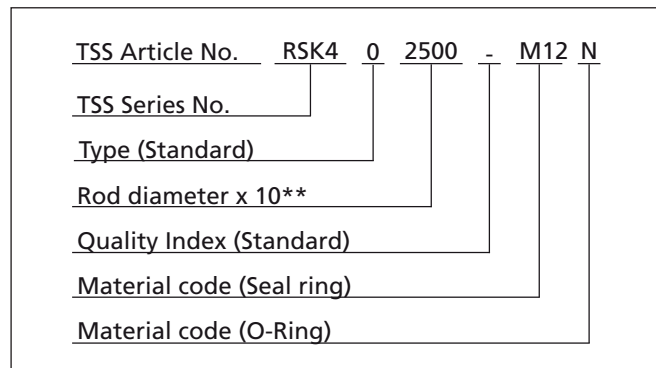 TSS Article No. RSK4 0 2500 - M12 N
TSS Series No.
Type (Standard)
Rod diameter x 10**
Quality Index (Standard)
Material code (Seal ring)
Material code (O-Ring)